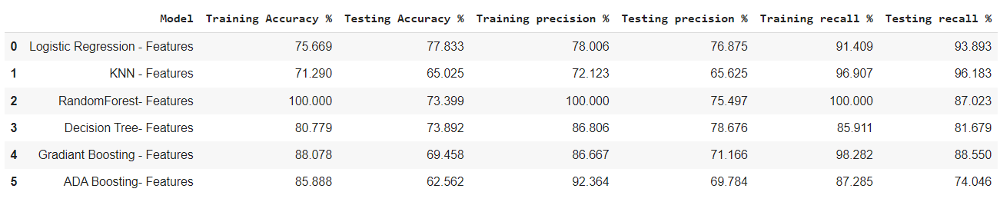 Model Training Accuracy % Testing Accuracy % Training precision % Testing precision % Training recall % Testing recall %
0 Logistic Regression - Features 75.669 77.833 78.006 76.875 91.409 93.893
1 KNN - Features 71.290 65.025 72.123 65.625 96.907 96.183
2 RandomForest- Features 100.000 73.399 100.000 75.497 100.000 87.023
3 Decision Tree- Features 80.779 73.892 86.806 78.676 85.911 81.679
4 Gradiant Boosting - Features 88.078 69.458 86.667 71.166 98.282 88.550
5 ADA Boosting- Features 85.888 62.562 92.364 69.784 87.285 74.046